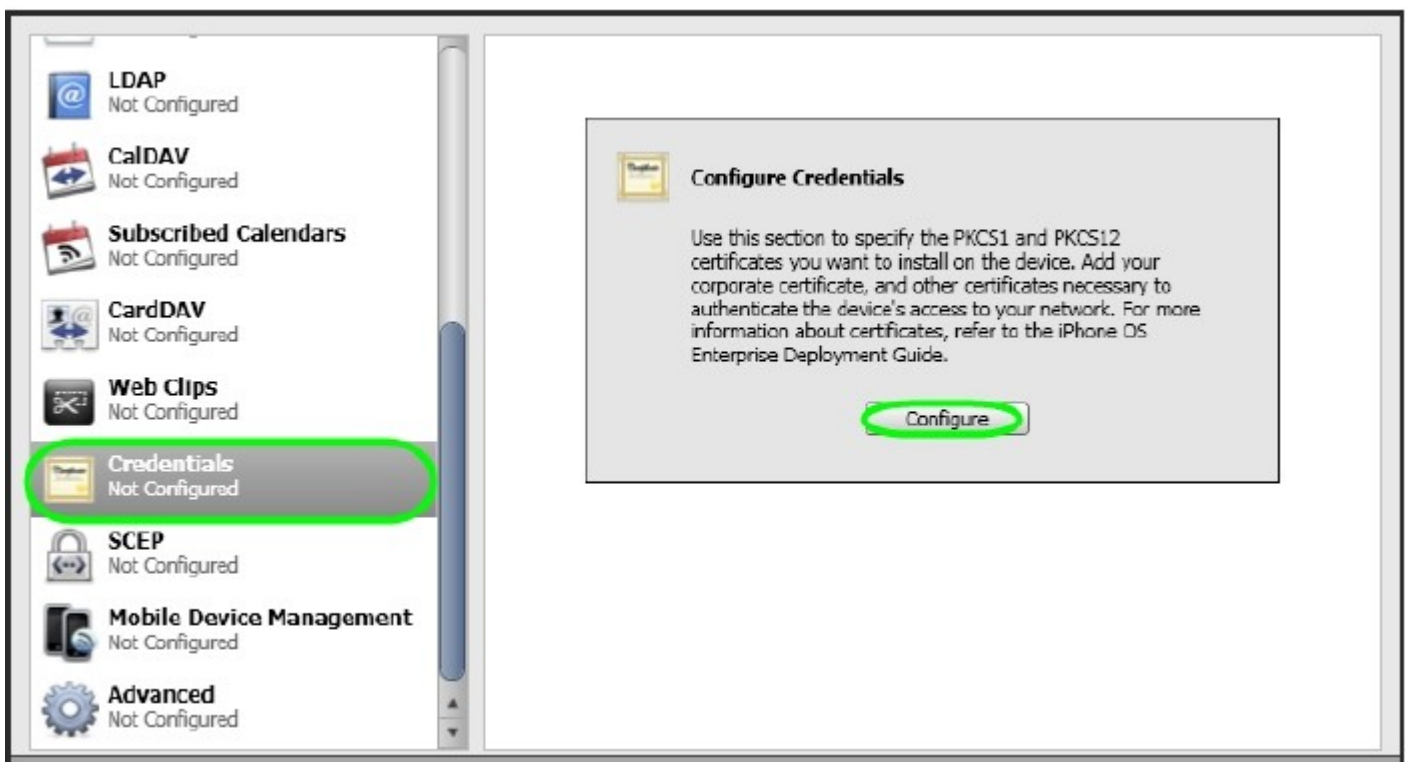 LDAP
Not Configured
CalDAV
Not Configured
Subscribed Calendars
Not Configured
CardDAV
Not Configured
Web Clips
Not Configured
Credentials
Not Configured
SCEP
Not Configured
Mobile Device Management
Not Configured
Advanced
Not Configured
Configure Credentials
Use this section to specify the PKCS1 and PKCS12
certificates you want to install on the device. Add your
corporate certificate, and other certificates necessary to
authenticate the device's access to your network. For more
information about certificates, refer to the iPhone OS
Enterprise Deployment Guide.
Configure